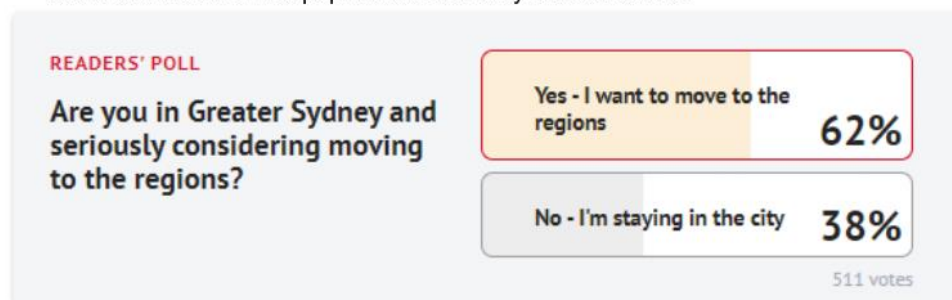 READERS' POLL
Are you in Greater Sydney and
seriously considering moving
to the regions?
Yes - I want to move to the
regions
62%
No - I'm staying in the city
38%
511 votes